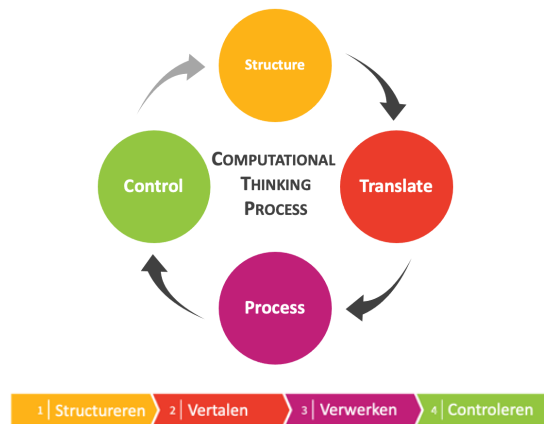 Structure
Control
COMPUTATIONAL
THINKING
PROCESS
Translate
Process
1 | Structureren 2 | Vertalen 3 | Verwerken 4 | Controleren